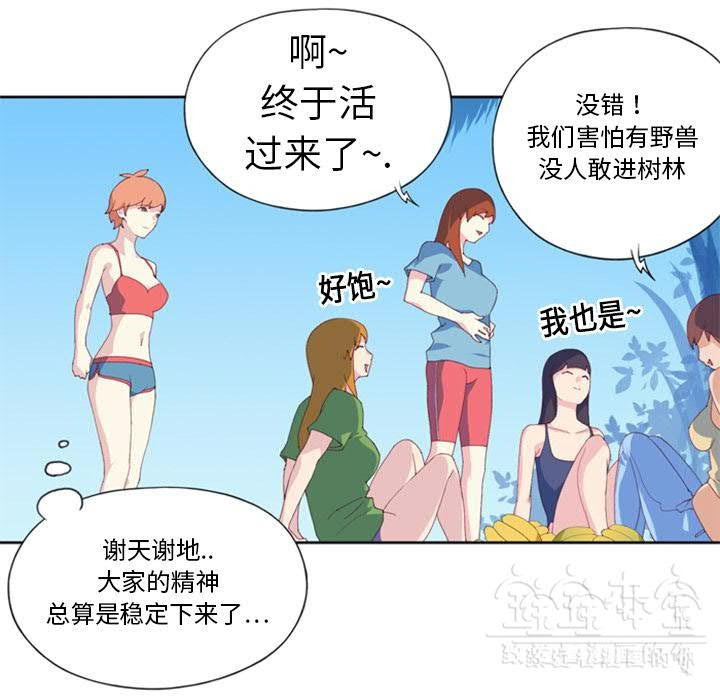 啊~
终于活
过来了~.
没错！
我们害怕有野兽
没人敢进树林
好饱~
我也是~
谢天谢地..
大家的精神
总算是稳定下来了...